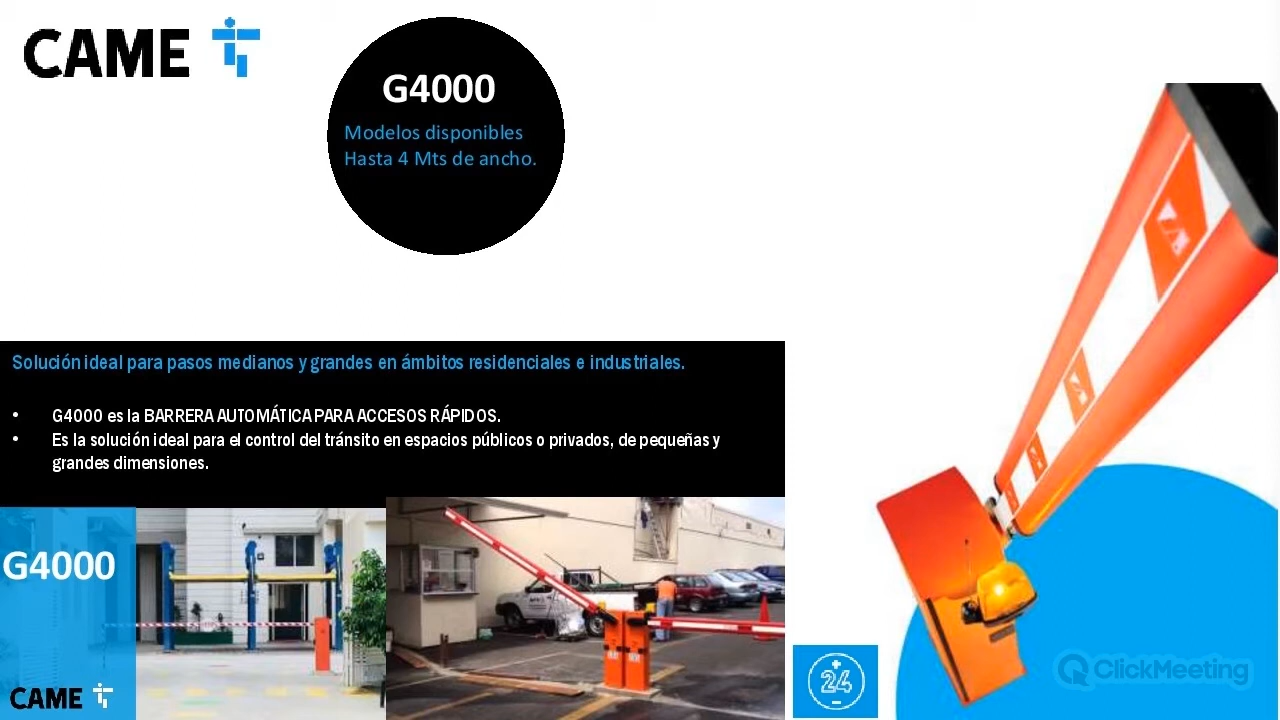 CAME
G4000
Modelos disponibles
Hasta 4 Mts de ancho.
Solución ideal para pasos medianos y grandes en ámbitos residenciales e industriales.
• G4000 es la BARRERA AUTOMÁTICA PARA ACCESOS RÁPIDOS.
• Es la solución ideal para el control del tránsito en espacios públicos o privados, de pequeñas y
grandes dimensiones.
G4000
CAME
+
24
-
ClickMeeting